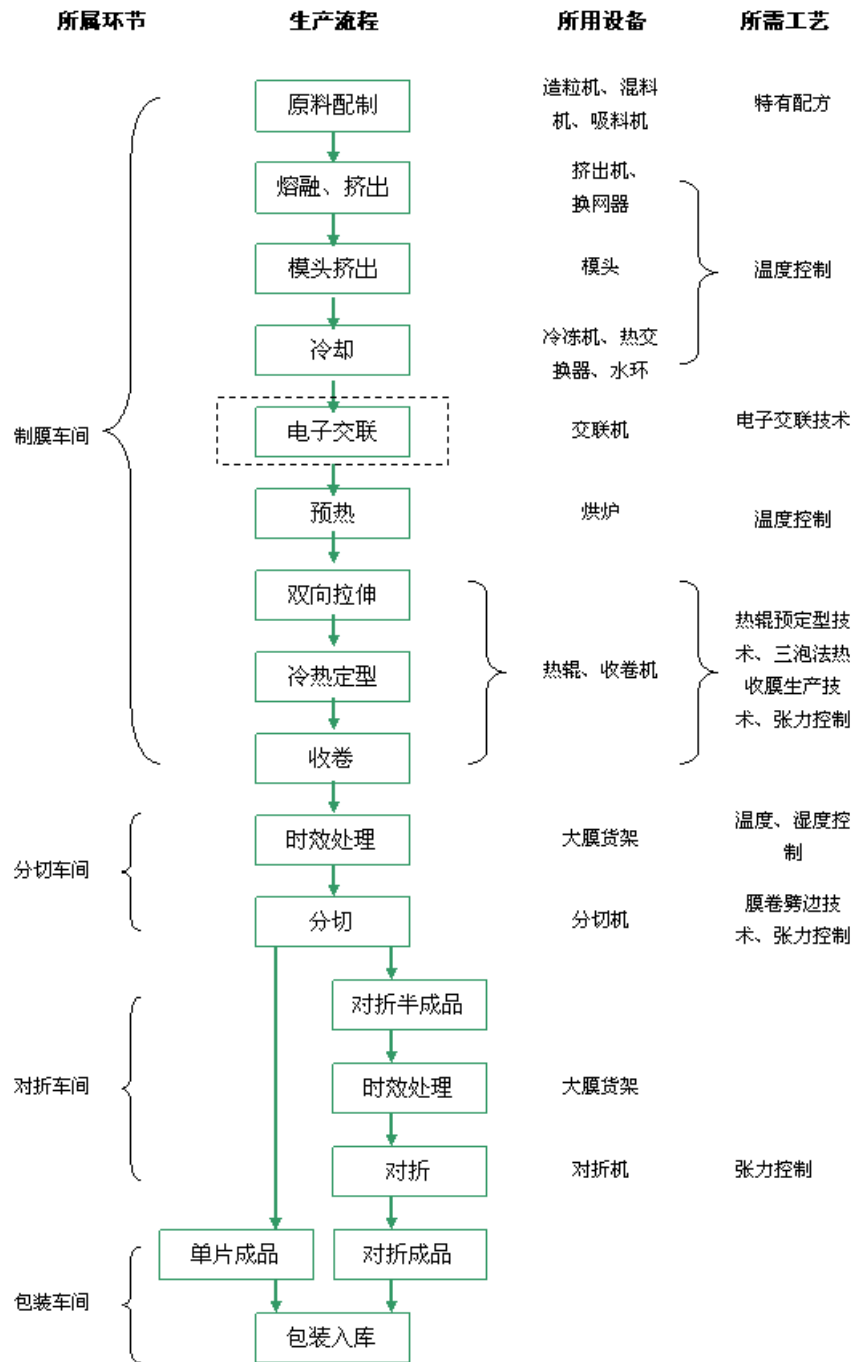 所属环节 生产流程 所用设备 所需工艺
原料配制
造粒机、混料
机、吸料机
特有配方
熔融、挤出
挤出机、
换网器
模头挤出
模头
温度控制
冷却
冷冻机、热交
换器、水环
制膜车间
电子交联
交联机
电子交联技术
预热
烘炉
温度控制
双向拉伸
冷热定型
收卷
热辊、收卷机
热辊预定型技
术、三泡法热
收膜生产技
术、张力控制
分切车间
时效处理
大膜货架
温度、湿度控
制
分切
分切机
膜卷劈边技
术、张力控制
对折车间
对折半成品
时效处理
大膜货架
对折
对折机
张力控制
包装车间
单片成品
对折成品
包装入库